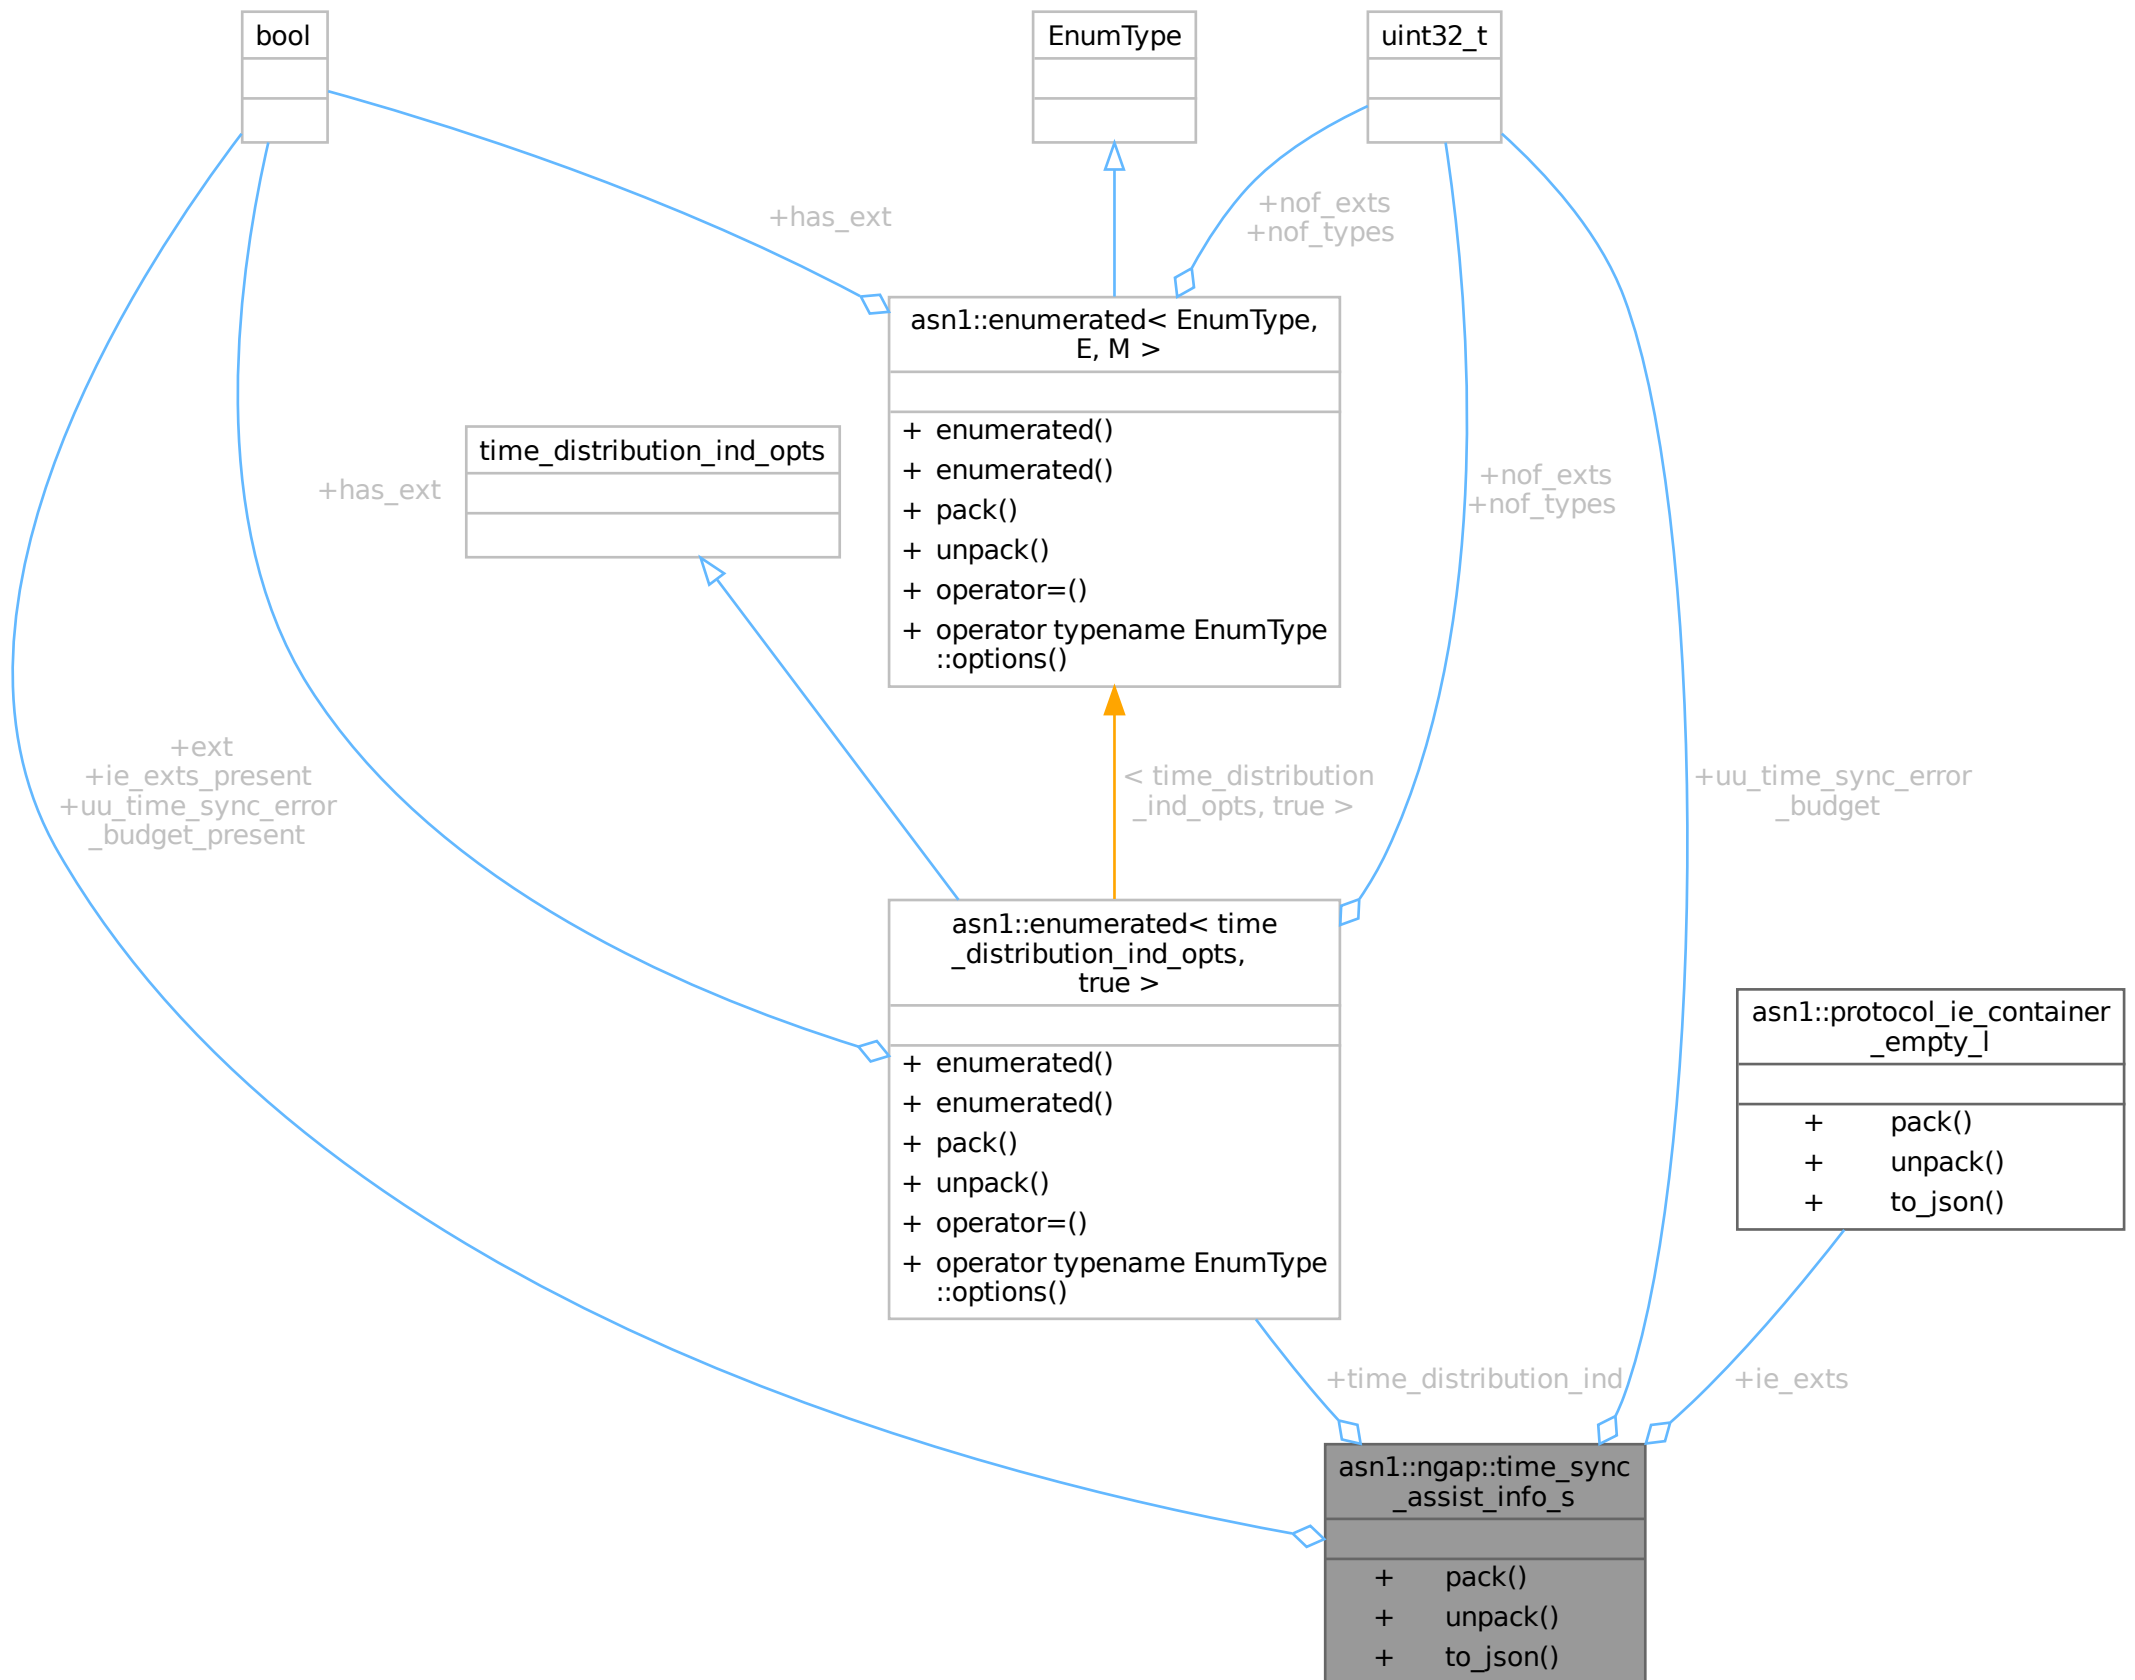 bool
EnumType
uint32_t
+has_ext
+nof_exts
+nof_types
asn1::enumerated< EnumType,
E, M >
+ enumerated()
+ enumerated()
+ pack()
+ unpack()
+ operator=()
+ operator typename EnumType
::options()
time_distribution_ind_opts
+has_ext
+nof_exts
+nof_types
+ext
+ie_exts_present
+uu_time_sync_error
_budget_present
< time_distribution
_ind_opts, true >
+uu_time_sync_error
_budget
asn1::enumerated< time
_distribution_ind_opts,
true >
+ enumerated()
+ enumerated()
+ pack()
+ unpack()
+ operator=()
+ operator typename EnumType
::options()
asn1::protocol_ie_container
_empty_l
+ pack()
+ unpack()
+ to_json()
+time_distribution_ind
+ie_exts
asn1::ngap::time_sync
_assist_info_s
+ pack()
+ unpack()
+ to_json()